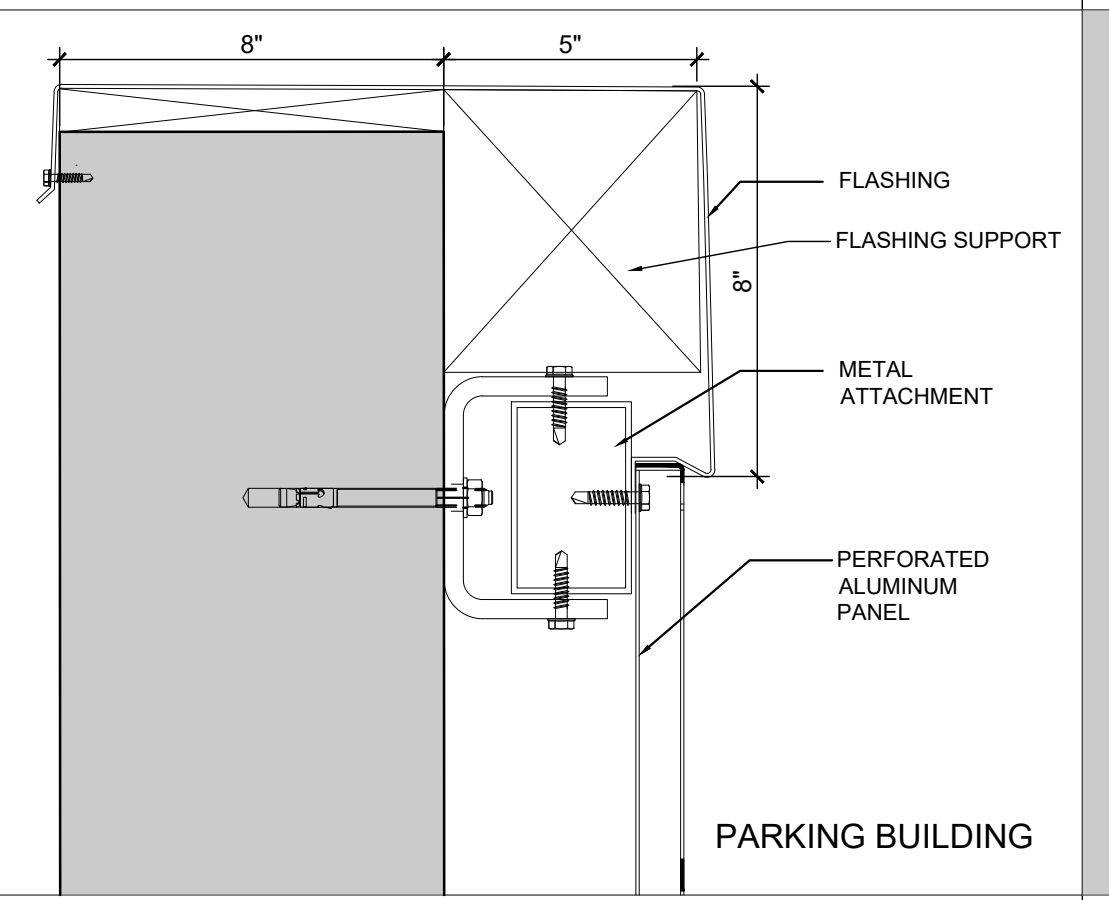 8"
5"
FLASHING
FLASHING SUPPORT
8"
METAL
ATTACHMENT
PERFORATED
ALUMINUM
PANEL
PARKING BUILDING